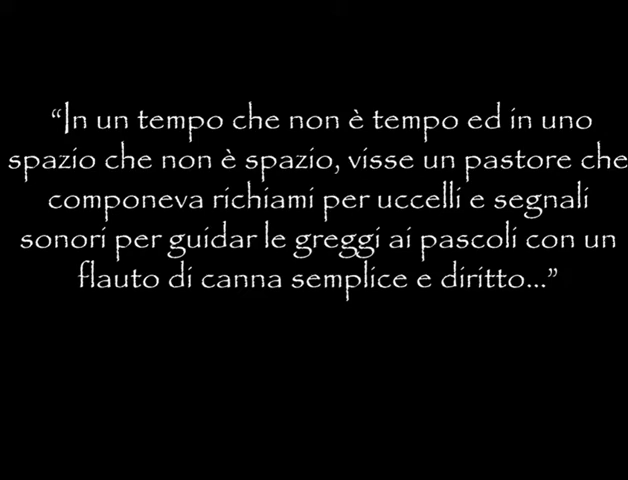 “In un tempo che non è tempo ed in uno
spazio che non è spazio, visse un pastore che
componeva richiami per uccelli e segnali
sonori per guidar le greggi ai pascoli con un
flauto di canna semplice e diritto...”